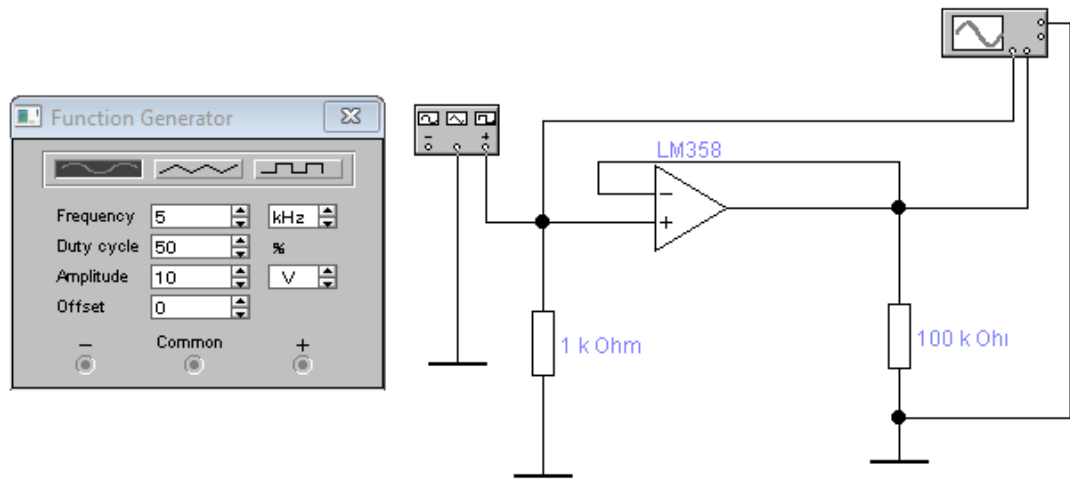 Function Generator
Frequency 5 kHz
Duty cycle 50 %
Amplitude 10 V
Offset 0
− Common +
− +
LM358
− 
+
1 k Ohm
100 k Ohı